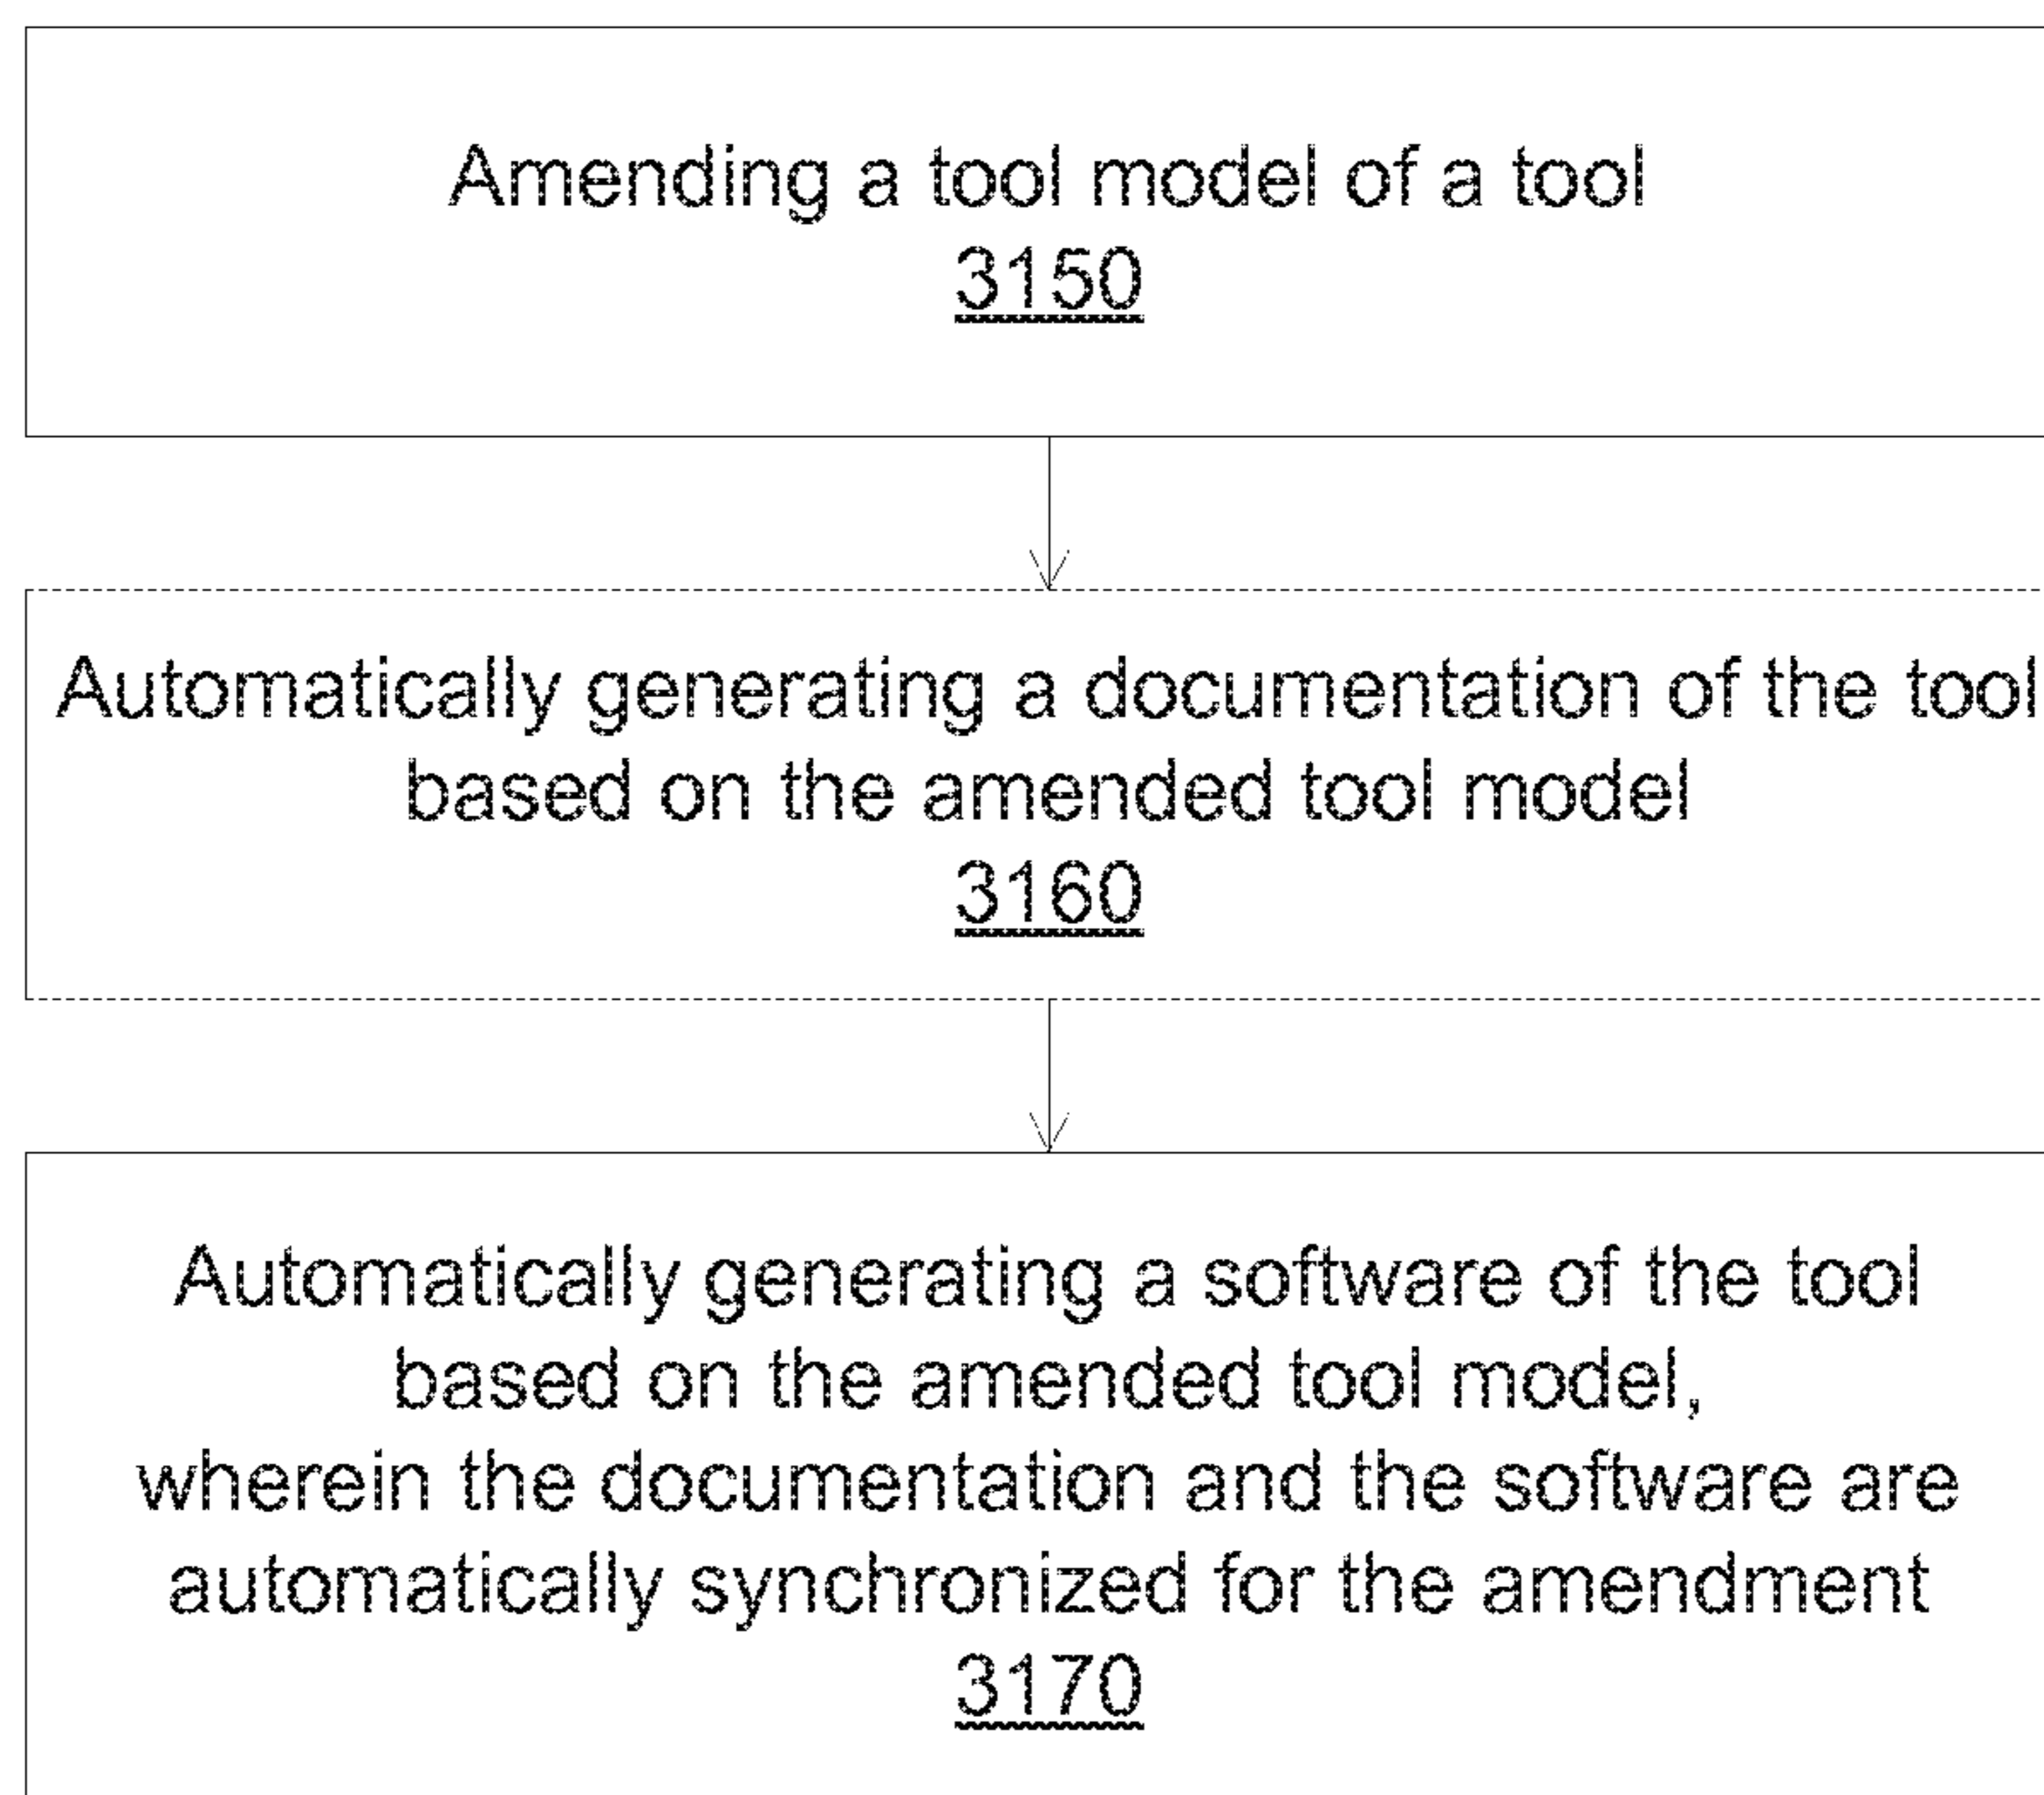 Amending a tool model of a tool
3150
Automatically generating a documentation of the tool
based on the amended tool model
3160
Automatically generating a software of the tool
based on the amended tool model,
wherein the documentation and the software are
automatically synchronized for the amendment
3170